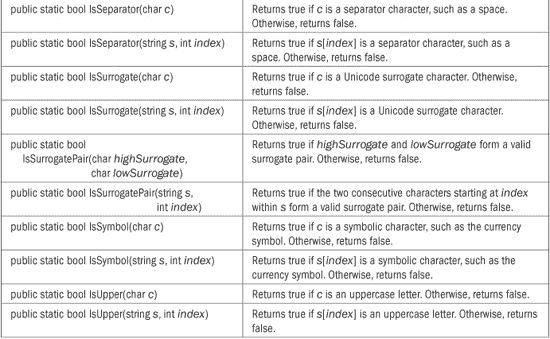 public static bool IsSeparator(char c)
Returns true if c is a separator character, such as a space.
Otherwise, returns false.
public static bool IsSeparator(string s, int index)
Returns true if s[index] is a separator character, such as a
space. Otherwise, returns false.
public static bool IsSurrogate(char c)
Returns true if c is a Unicode surrogate character. Otherwise,
returns false.
public static bool IsSurrogate(string s, int index)
Returns true if s[index] is a Unicode surrogate character.
Otherwise, returns false.
public static bool
IsSurrogatePair(char highSurrogate,
char lowSurrogate)
Returns true if highSurrogate and lowSurrogate form a valid
surrogate pair. Otherwise, returns false.
public static bool IsSurrogatePair(string s,
int index)
Returns true if the two consecutive characters starting at index
within s form a valid surrogate pair. Otherwise, returns false.
public static bool IsSymbol(char c)
Returns true if c is a symbolic character, such as the currency
symbol. Otherwise, returns false.
public static bool IsSymbol(string s, int index)
Returns true if s[index] is a symbolic character, such as the
currency symbol. Otherwise, returns false.
public static bool IsUpper(char c)
Returns true if c is an uppercase letter. Otherwise, returns false.
public static bool IsUpper(string s, int index)
Returns true if s[index] is an uppercase letter. Otherwise, returns
false.